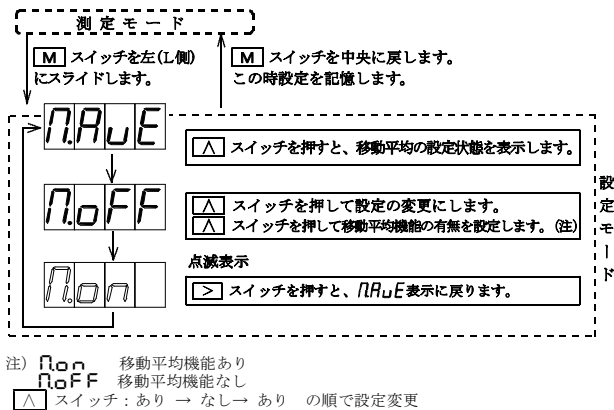 測 定 モ ー ド
M スイッチを左(L側)
にスライドします。
M スイッチを中央に戻します。
この時設定を記憶します。
n.AuE
∧ スイッチを押すと、移動平均の設定状態を表示します。
n.oFF
∧ スイッチを押して設定の変更にします。
∧ スイッチを押して移動平均機能の有無を設定します。(注)
点滅表示
n.on
> スイッチを押すと、n.AuE表示に戻ります。
設定モード
注) n.on 移動平均機能あり
n.oFF 移動平均機能なし
∧ スイッチ：あり → なし→ あり の順で設定変更